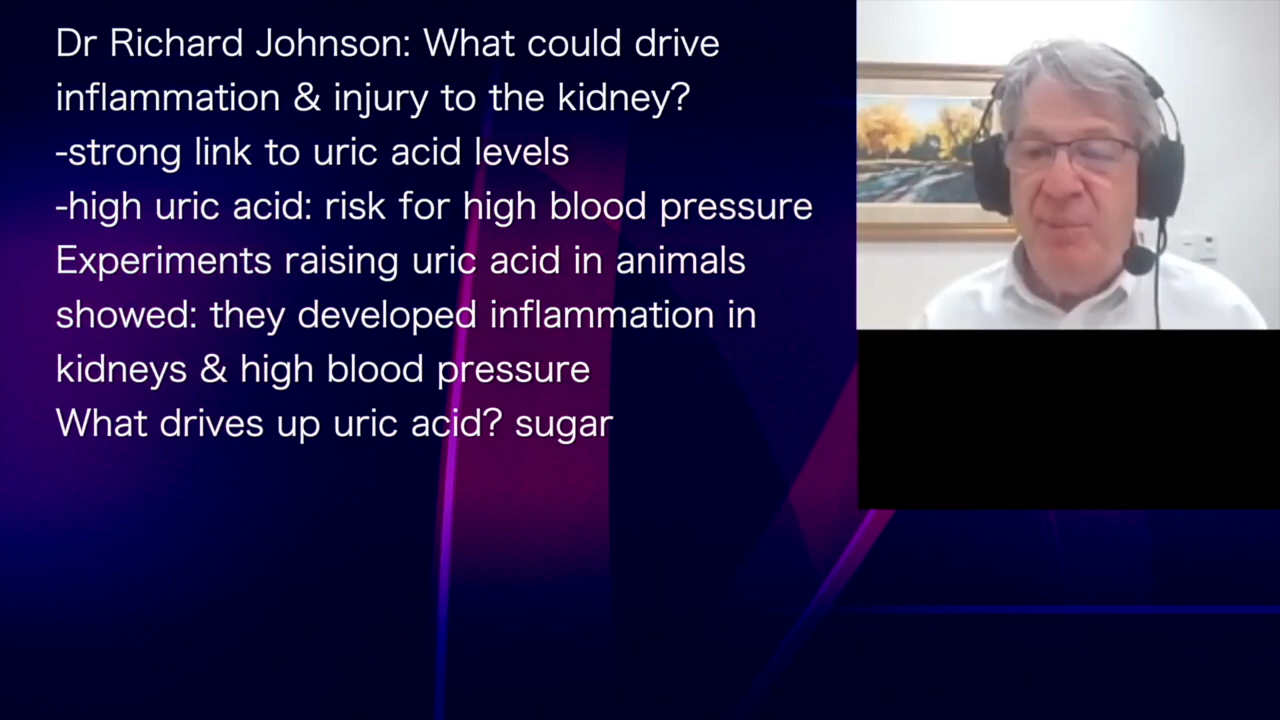 Dr Richard Johnson: What could drive
inflammation & injury to the kidney?
-strong link to uric acid levels
-high uric acid: risk for high blood pressure
Experiments raising uric acid in animals
showed: they developed inflammation in
kidneys & high blood pressure
What drives up uric acid? sugar